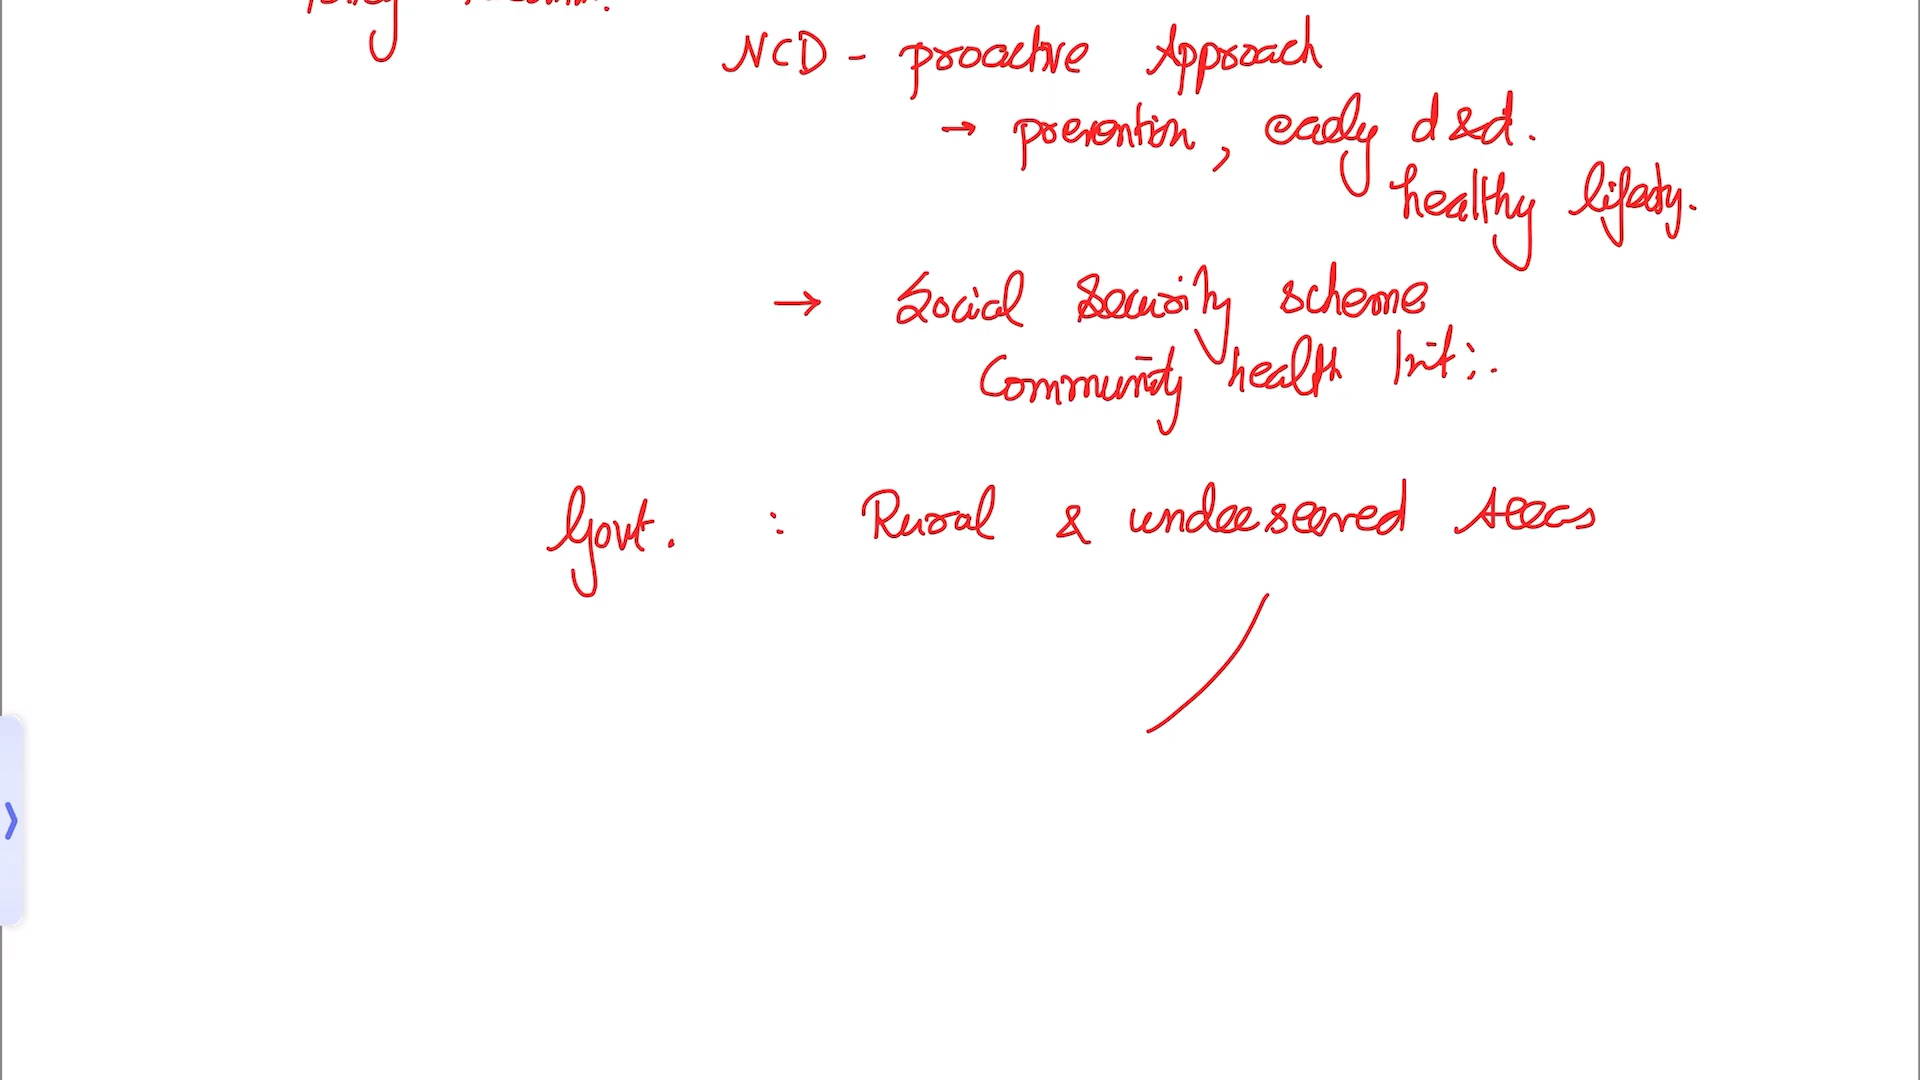 NCD - proactive Approach
→ prevention, early d&d.
healthy lifesty.
→ Social Security scheme
Community health Init:.
Govt. : Rural & underserved Areas